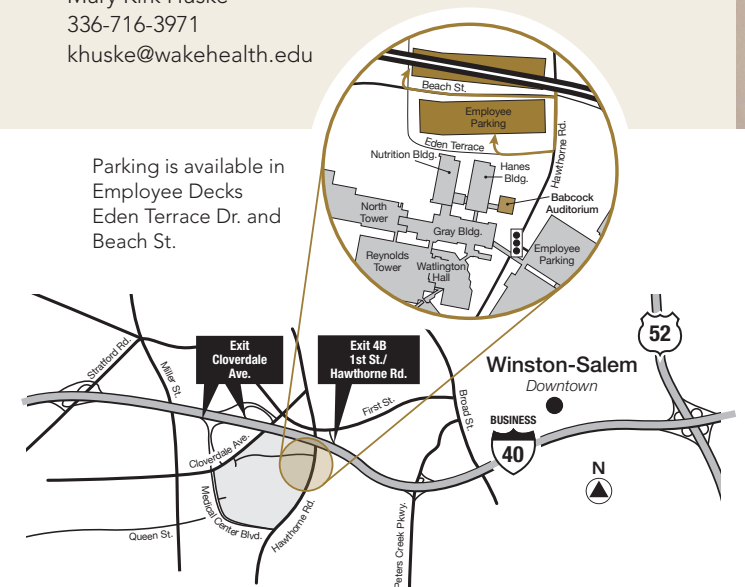 Mary Kirk Huske
336-716-3971
khuske@wakehealth.edu
Parking is available in
Employee Decks
Eden Terrace Dr. and
Beach St.
Beach St.
Employee
Parking
Eden Terrace
Hawthorne Rd.
Nutrition Bldg.
Hanes
Bldg.
Babcock
Auditorium
North
Tower
Gray Bldg.
Employee
Parking
Reynolds
Tower
Watlington
Hall
Exit
Cloverdale
Ave.
Exit 4B
1st St./
Hawthorne Rd.
52
Stratford Rd.
Miller St.
Winston-Salem
Downtown
First St.
Broad St.
BUSINESS
40
Cloverdale Ave.
N
Medical Center Blvd.
Hawthorne Rd.
Queen St.
Peters Creek Pkwy.